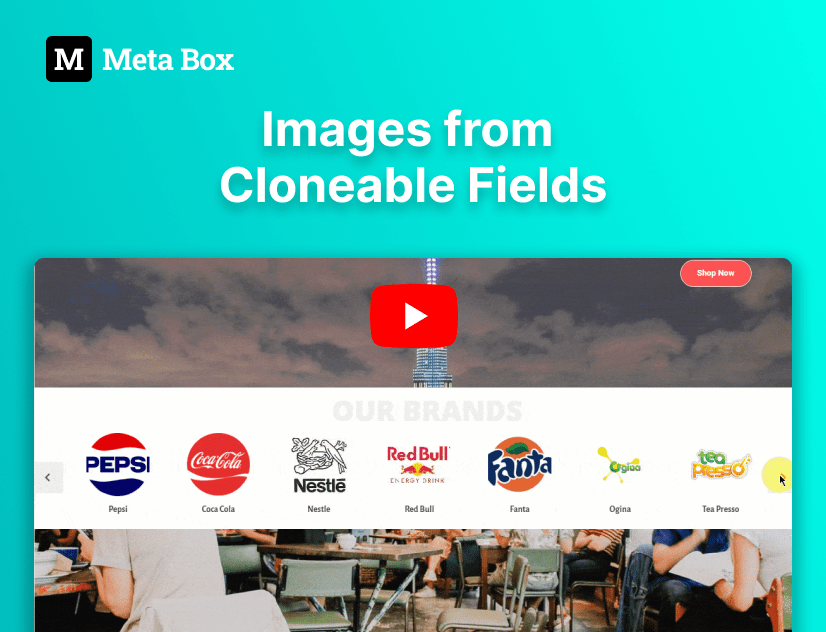 M Meta Box
Images from
Cloneable Fields
Shop Now
OUR BRANDS
PEPSI
Coca-Cola
Nestlé
Red Bull
ENERGY DRINK
Fanta
Ogina
tea
presso
Pepsi
Coca Cola
Nestle
Red Bull
Fanta
Ogina
Tea Presso